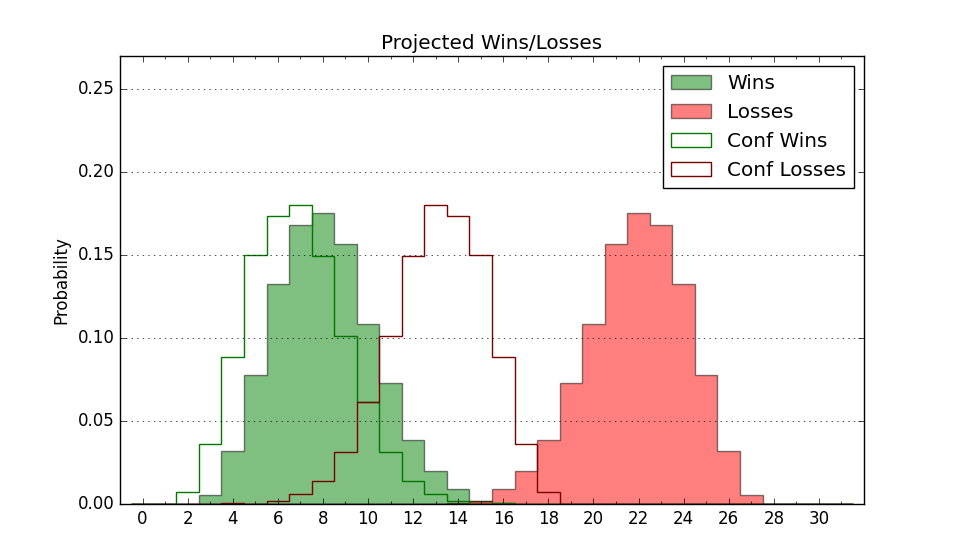 Projected Wins/Losses
Wins
Losses
Conf Wins
Conf Losses
Probability
0.25
0.20
0.15
0.10
0.05
0.00
0 2 4 6 8 10 12 14 16 18 20 22 24 26 28 30